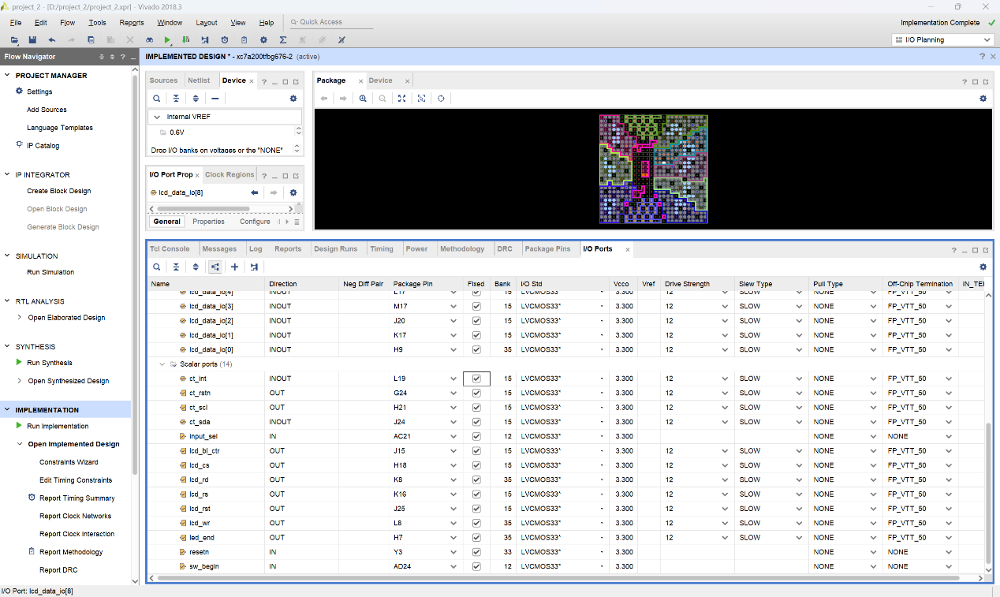 project_2 - [D:/project_2/project_2.xpr] - Vivado 2018.3
File Edit Flow Tools Reports Window Layout View Help Quick Access Implementation Complete
I/O Planning
Flow Navigator ? IMPLEMENTED DESIGN * - xc7a200tfbg676-2 (active) ?
PROJECT MANAGER
Settings
Add Sources
Language Templates
IP Catalog
IP INTEGRATOR
Create Block Design
Open Block Design
Generate Block Design
SIMULATION
Run Simulation
RTL ANALYSIS
Open Elaborated Design
SYNTHESIS
Run Synthesis
Open Synthesized Design
IMPLEMENTATION
Run Implementation
Open Implemented Design
Constraints Wizard
Edit Timing Constraints
Report Timing Summary
Report Clock Networks
Report Clock Interaction
Report Methodology
Report DRC
Sources Netlist Device ?
Internal VREF
0.6V
Drop I/O banks on voltages or the "NONE"
I/O Port Prop Clock Regions ?
lcd_data_io[8]
General Properties Configure
Package Device ?
Tcl Console Messages Log Reports Design Runs Timing Power Methodology DRC Package Pins I/O Ports ?
Name Direction Neg Diff Pair Package Pin Fixed Bank I/O Std Vcco Vref Drive Strength Slew Type Pull Type Off-Chip Termination IN_TE
lcd_data_io[4] INOUT L17 15 LVCMOS33* 3.300 12 SLOW NONE FP_VTT_50
lcd_data_io[3] INOUT M17 15 LVCMOS33* 3.300 12 SLOW NONE FP_VTT_50
lcd_data_io[2] INOUT J20 15 LVCMOS33* 3.300 12 SLOW NONE FP_VTT_50
lcd_data_io[1] INOUT K17 15 LVCMOS33* 3.300 12 SLOW NONE FP_VTT_50
lcd_data_io[0] INOUT H9 35 LVCMOS33* 3.300 12 SLOW NONE FP_VTT_50
Scalar ports (14)
ct_int INOUT L19 15 LVCMOS33* 3.300 12 SLOW NONE FP_VTT_50
ct_rstn OUT G24 15 LVCMOS33* 3.300 12 SLOW NONE FP_VTT_50
ct_scl OUT H21 15 LVCMOS33* 3.300 12 SLOW NONE FP_VTT_50
ct_sda INOUT J24 15 LVCMOS33* 3.300 12 SLOW NONE FP_VTT_50
input_sel IN AC21 12 LVCMOS33* 3.300 NONE NONE
lcd_bl_ctr OUT J15 15 LVCMOS33* 3.300 12 SLOW NONE FP_VTT_50
lcd_cs OUT H18 15 LVCMOS33* 3.300 12 SLOW NONE FP_VTT_50
lcd_rd OUT K8 35 LVCMOS33* 3.300 12 SLOW NONE FP_VTT_50
lcd_rs OUT K16 15 LVCMOS33* 3.300 12 SLOW NONE FP_VTT_50
lcd_rst OUT J25 15 LVCMOS33* 3.300 12 SLOW NONE FP_VTT_50
lcd_wr OUT L8 35 LVCMOS33* 3.300 12 SLOW NONE FP_VTT_50
led_end OUT H7 35 LVCMOS33* 3.300 12 SLOW NONE FP_VTT_50
resetn IN Y3 33 LVCMOS33* 3.300 NONE NONE
sw_begin IN AD24 12 LVCMOS33* 3.300 NONE NONE
I/O Port: lcd_data_io[8]